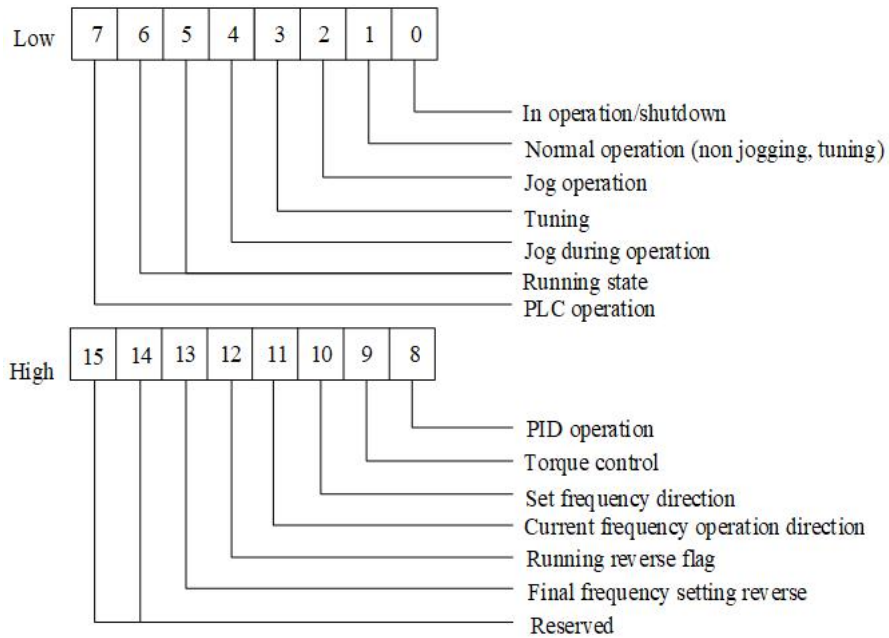 Low 7 6 5 4 3 2 1 0
In operation/shutdown
Normal operation (non jogging, tuning)
Jog operation
Tuning
Jog during operation
Running state
PLC operation
High 15 14 13 12 11 10 9 8
PID operation
Torque control
Set frequency direction
Current frequency operation direction
Running reverse flag
Final frequency setting reverse
Reserved